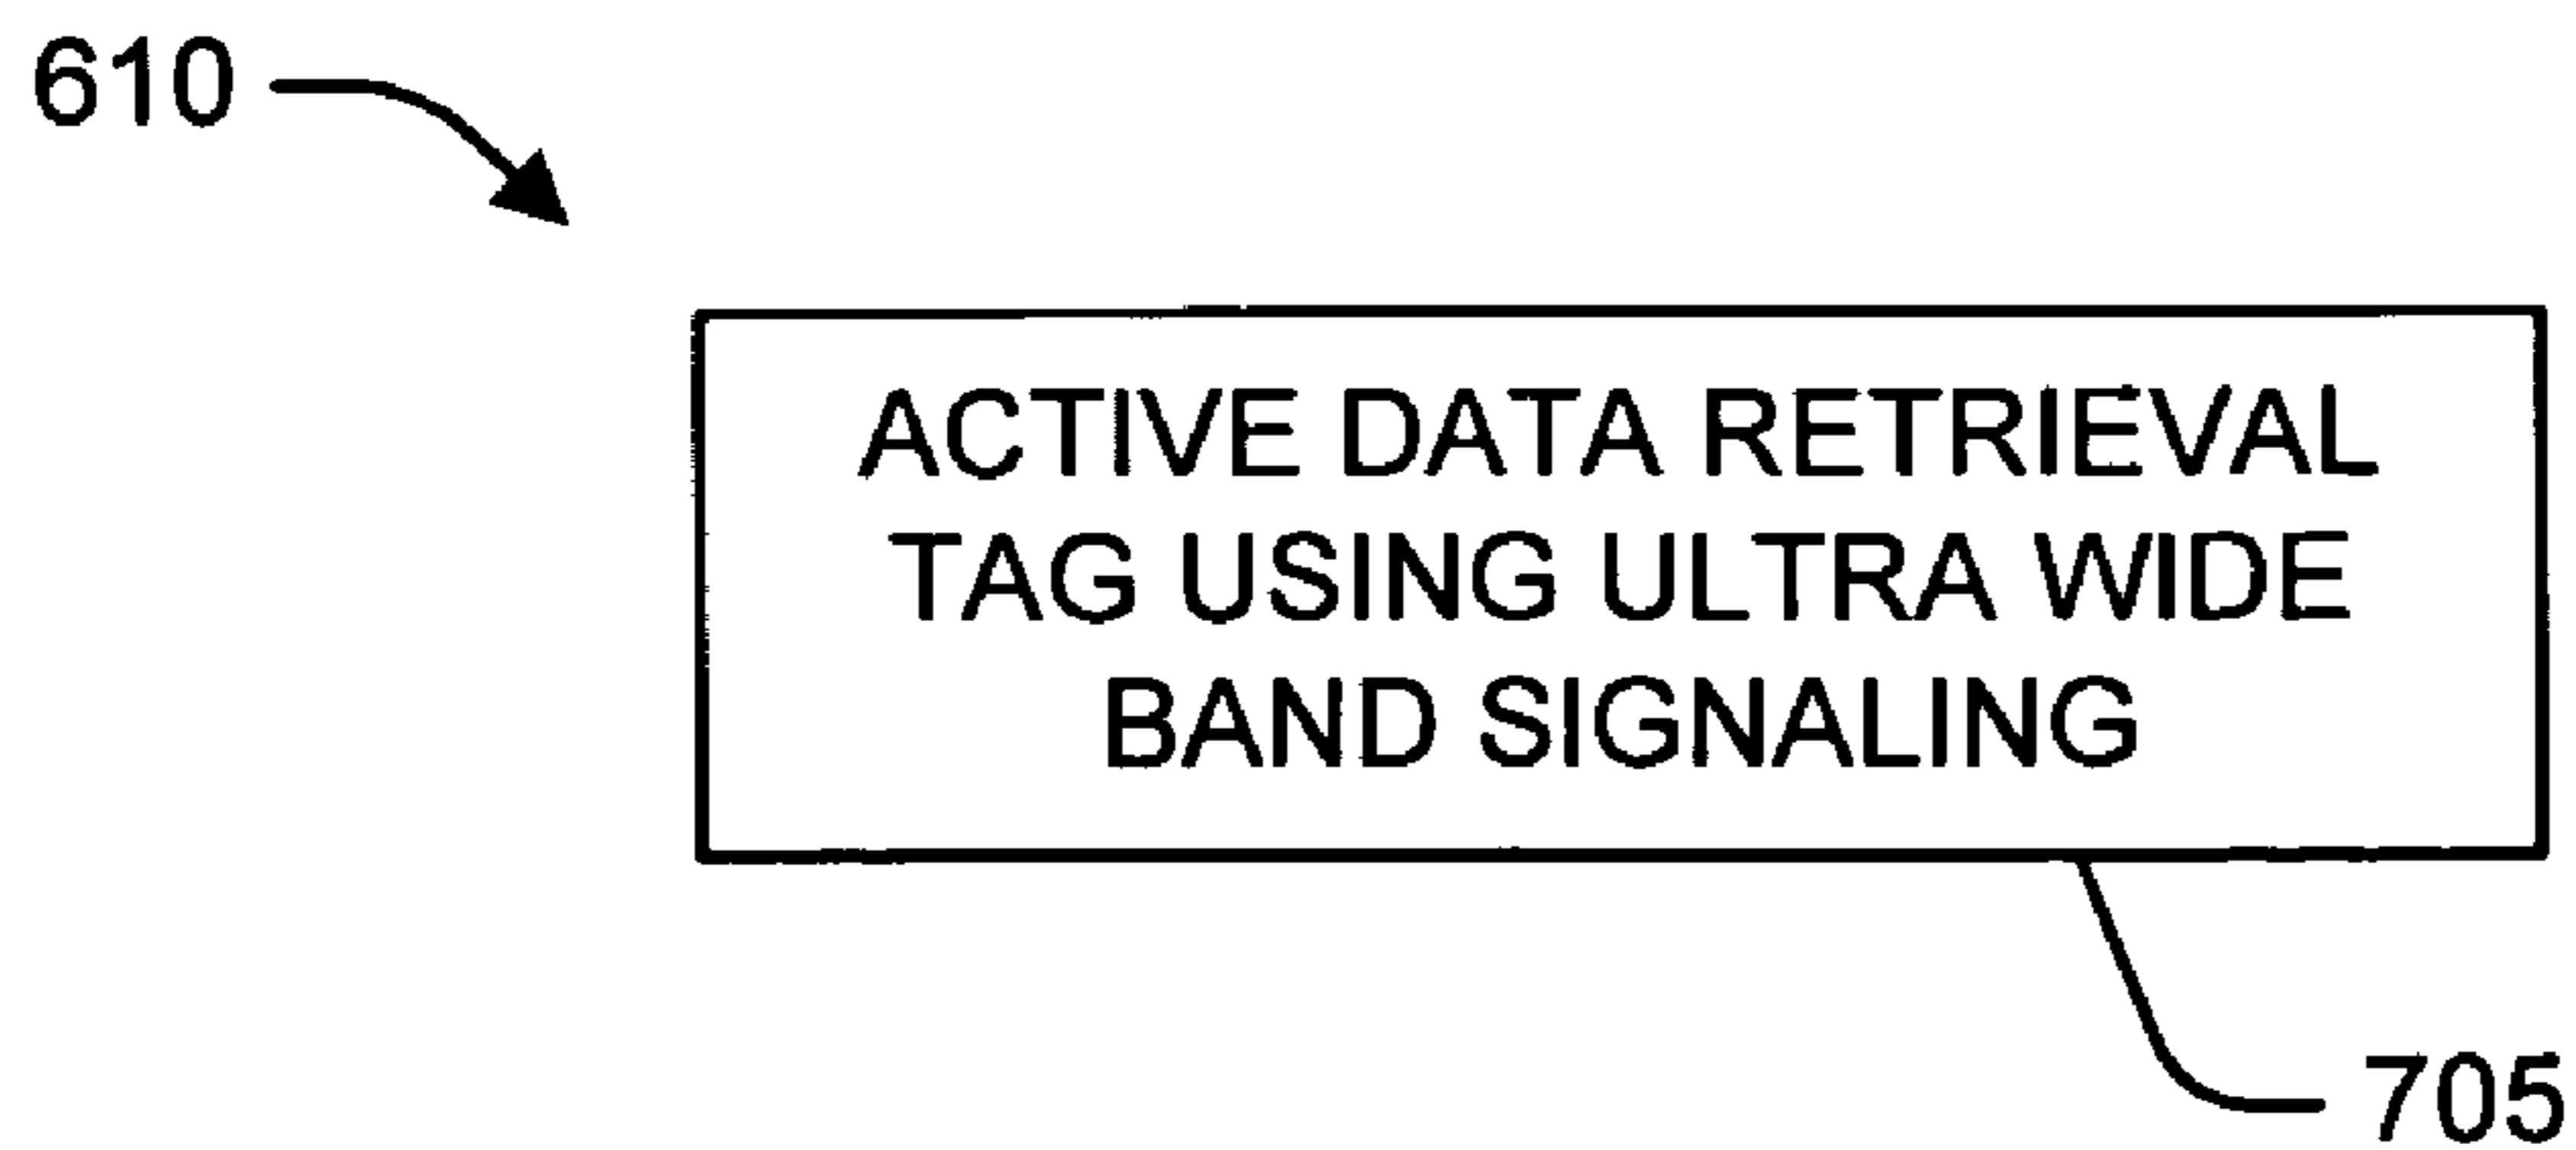 610
ACTIVE DATA RETRIEVAL
TAG USING ULTRA WIDE
BAND SIGNALING
705